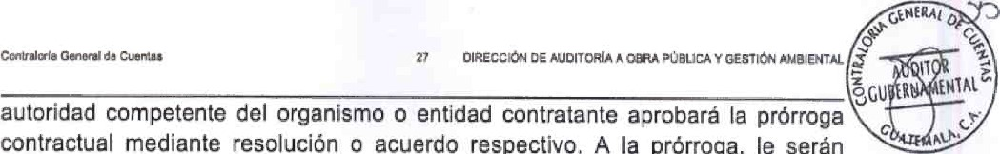 Contraloría General de Cuentas 27 DIRECCIÓN DE AUDITORÍA A OBRA PÚBLICA Y GESTIÓN AMBIENTAL
CONTRALORIA GENERAL DE CUENTAS
AUDITOR
GUBERNAMENTAL
GUATEMALA, C.A.
autoridad competente del organismo o entidad contratante aprobará la prórroga
contractual mediante resolución o acuerdo respectivo. A la prórroga, le serán